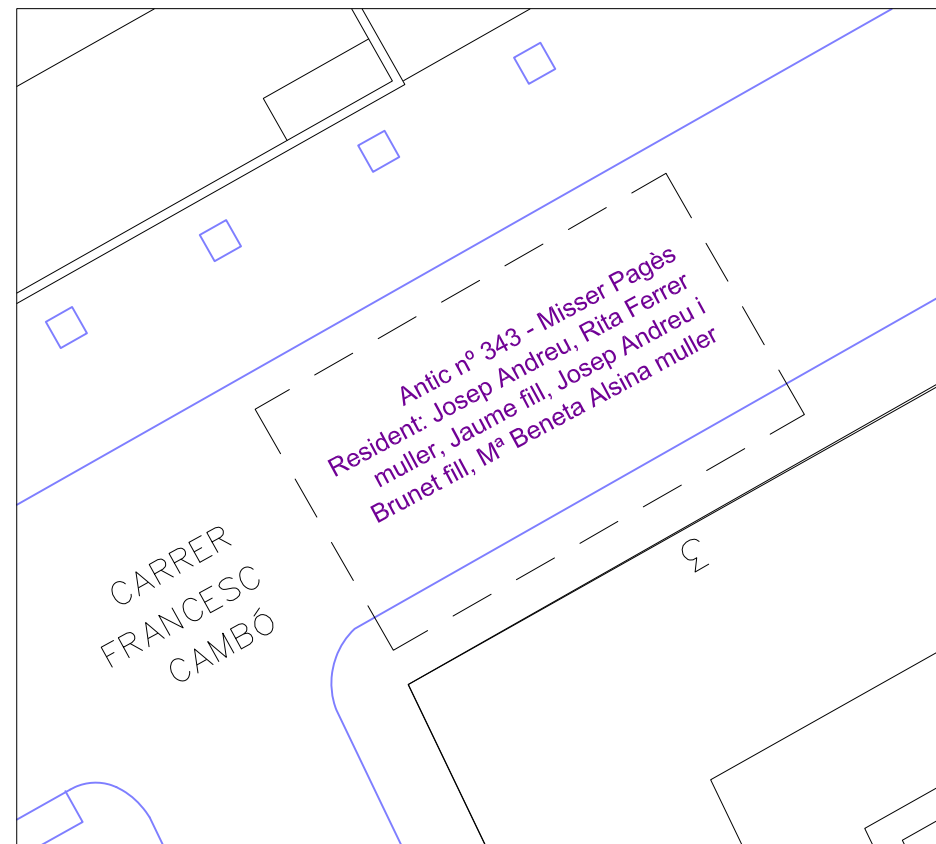 Antic nº 343 - Misser Pagès
Resident: Josep Andreu, Rita Ferrer
muller, Jaume fill, Josep Andreu i
Brunet fill, Mª Beneta Alsina muller
CARRER
FRANCESC
CAMBÓ
3